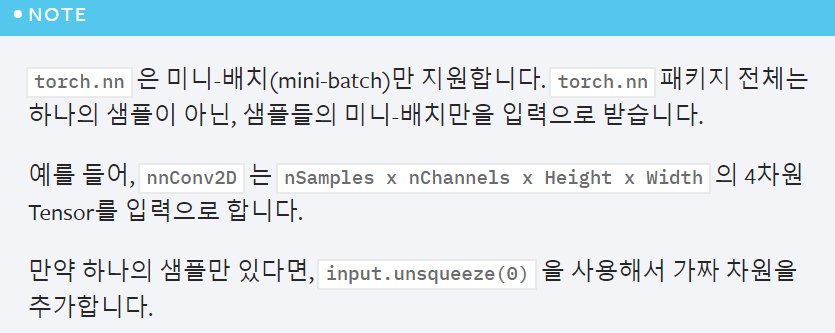 NOTE
torch.nn 은 미니-배치(mini-batch)만 지원합니다. torch.nn 패키지 전체는
하나의 샘플이 아닌, 샘플들의 미니-배치만을 입력으로 받습니다.
예를 들어, nnConv2D 는 nSamples x nChannels x Height x Width 의 4차원
Tensor를 입력으로 합니다.
만약 하나의 샘플만 있다면, input.unsqueeze(0) 을 사용해서 가짜 차원을
추가합니다.